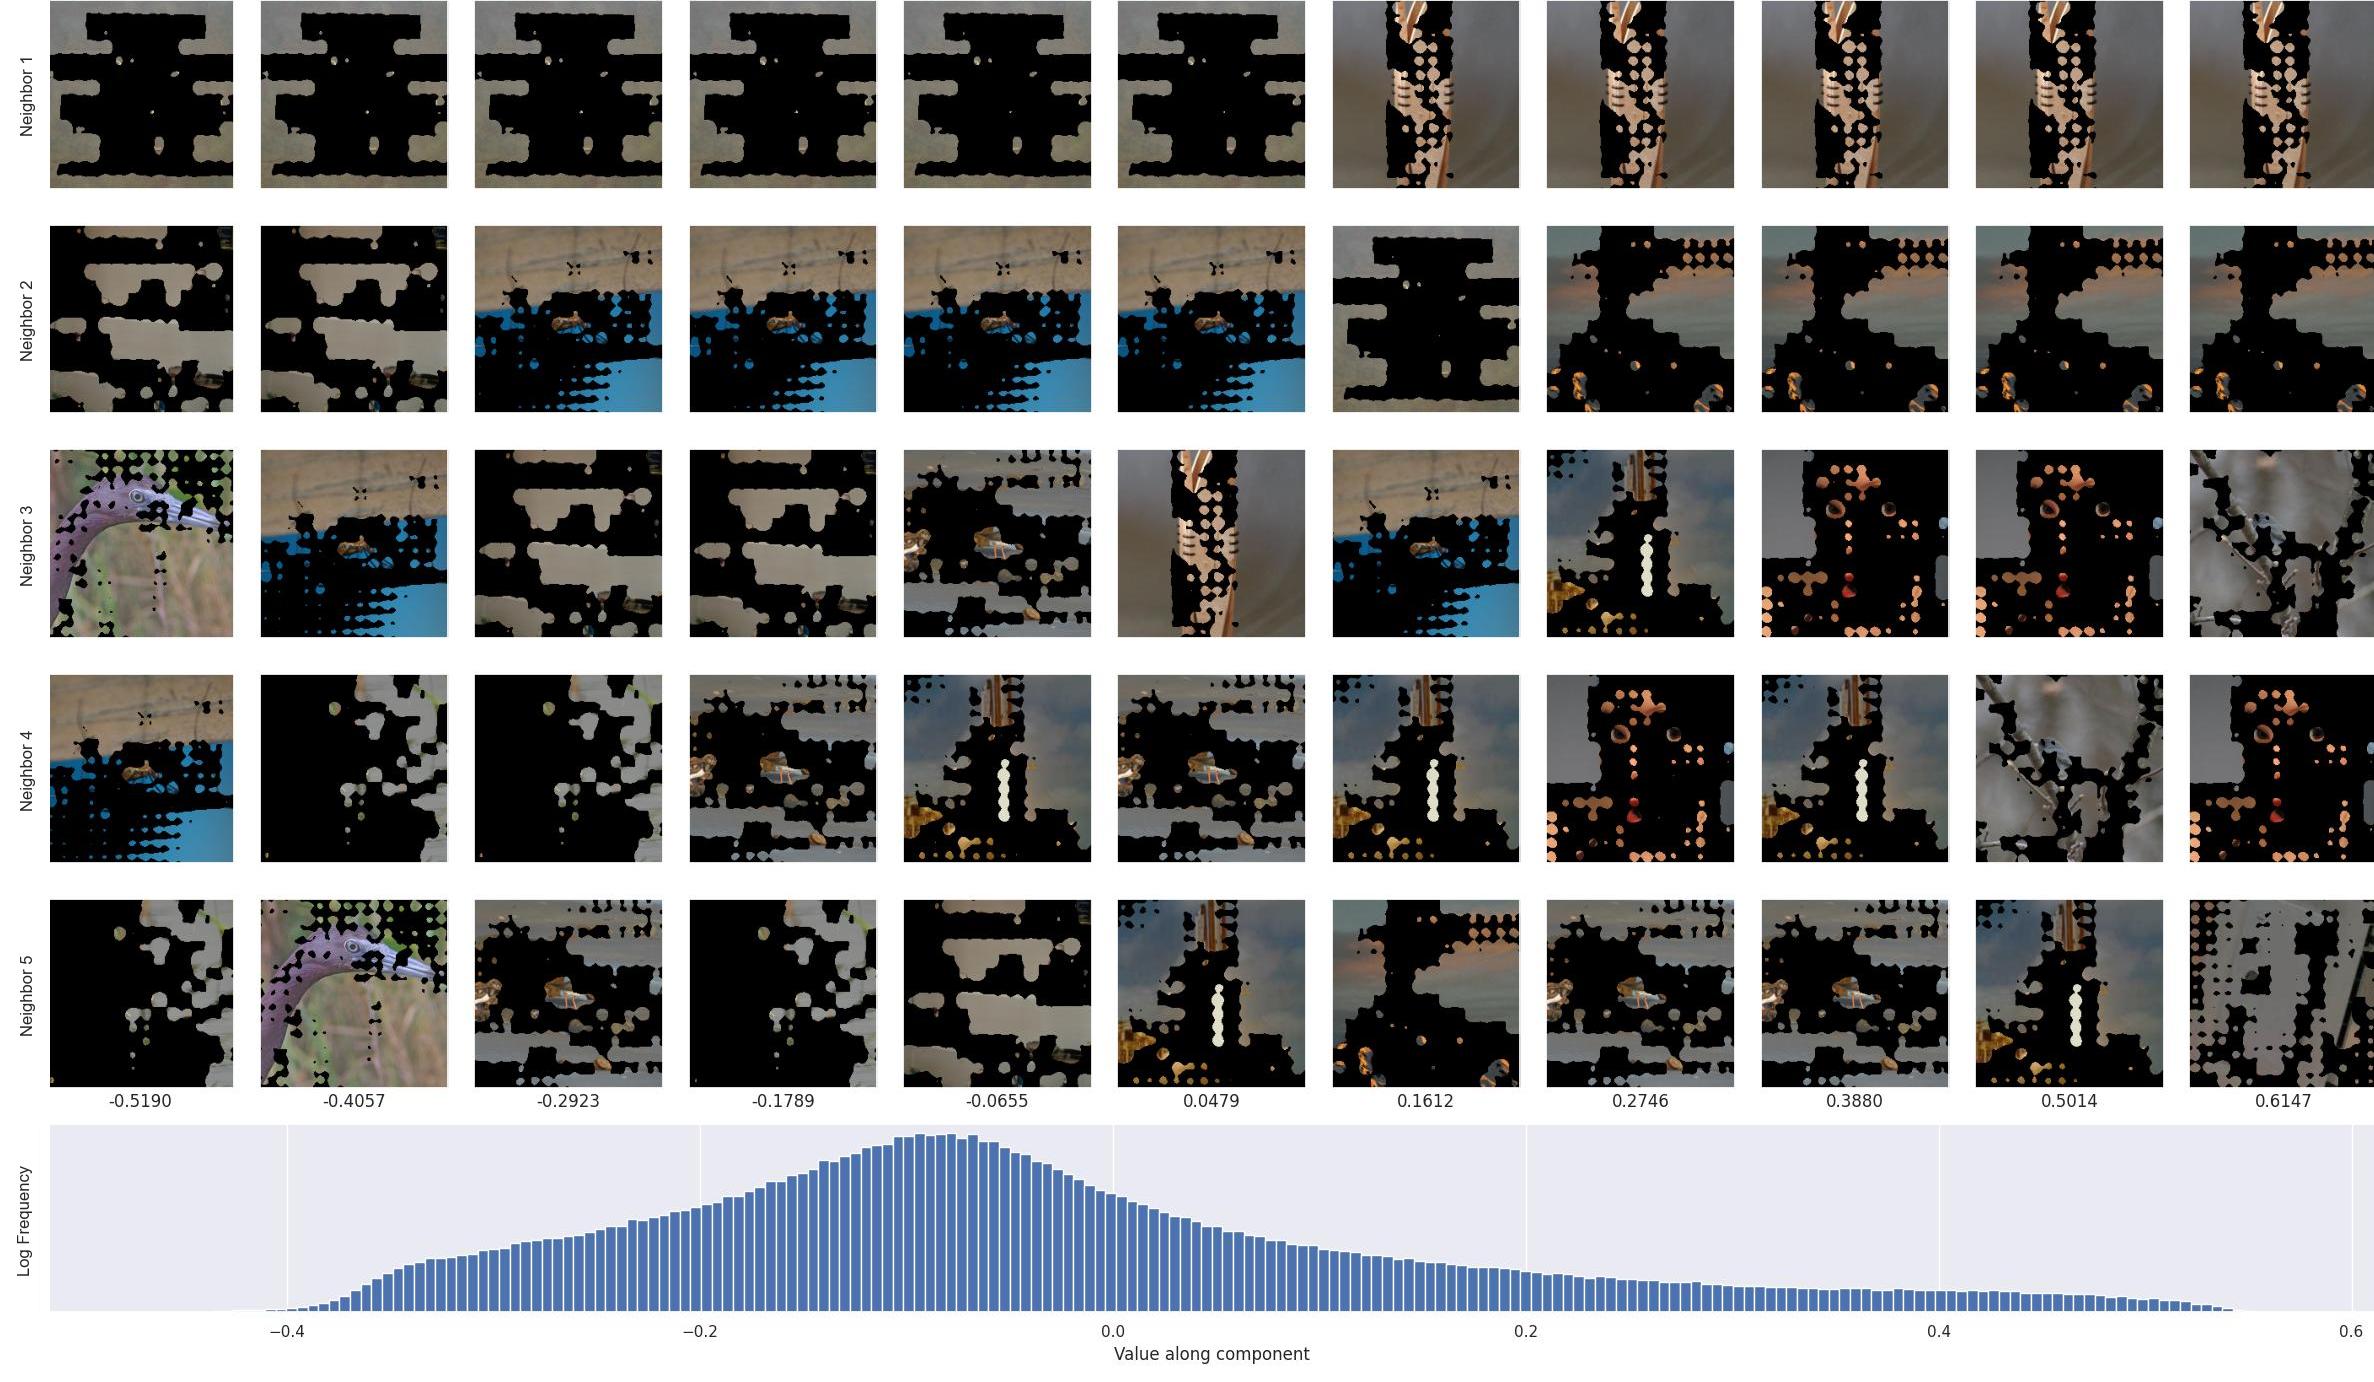 Neighbor 1
Neighbor 2
Neighbor 3
Neighbor 4
Neighbor 5
-0.5190 -0.4057 -0.2923 -0.1789 -0.0655 0.0479 0.1612 0.2746 0.3880 0.5014 0.6147
Log Frequency
−0.4 −0.2 0.0 0.2 0.4 0.6
Value along component